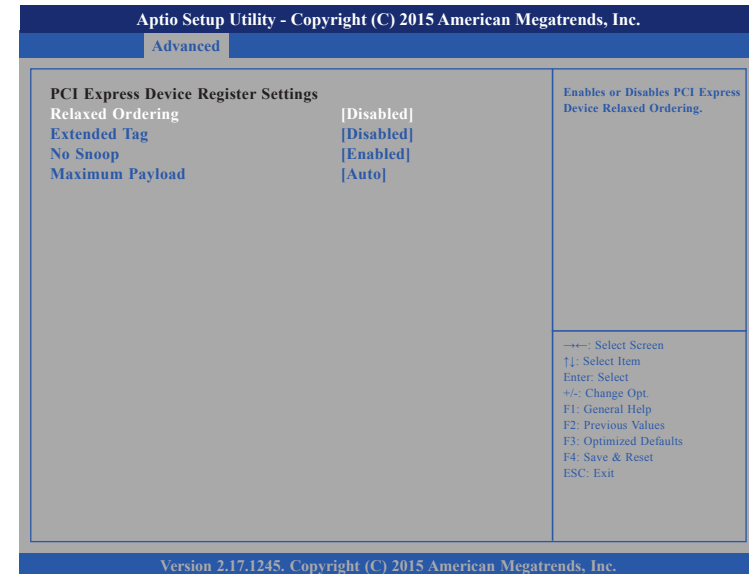 Aptio Setup Utility - Copyright (C) 2015 American Megatrends, Inc.
Advanced
PCI Express Device Register Settings
Relaxed Ordering [Disabled]
Extended Tag [Disabled]
No Snoop [Enabled]
Maximum Payload [Auto]
Enables or Disables PCI Express
Device Relaxed Ordering.
→←: Select Screen
↑↓: Select Item
Enter: Select
+/-: Change Opt.
F1: General Help
F2: Previous Values
F3: Optimized Defaults
F4: Save & Reset
ESC: Exit
Version 2.17.1245. Copyright (C) 2015 American Megatrends, Inc.